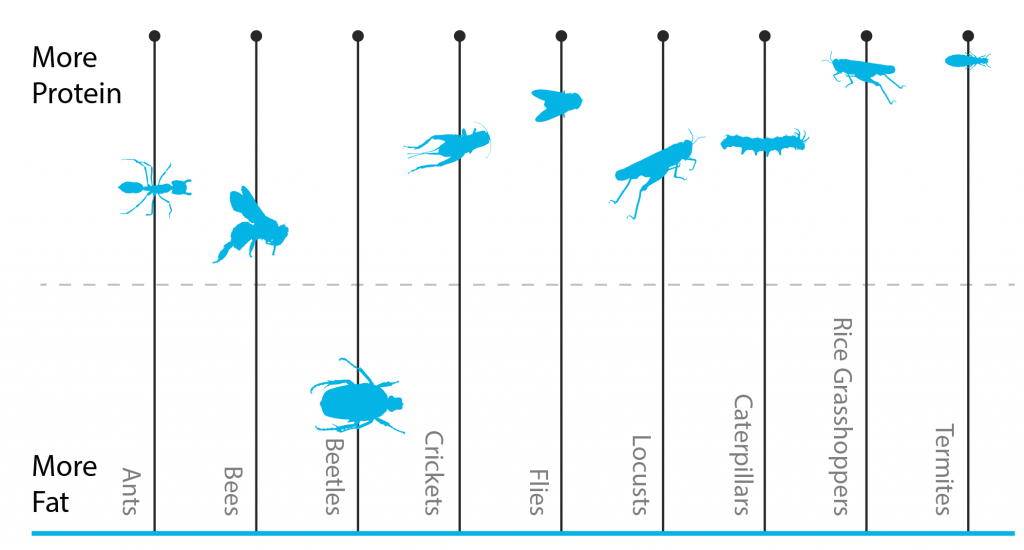 More
Protein
More
Fat
Ants
Bees
Beetles
Crickets
Flies
Locusts
Caterpillars
Rice Grasshoppers
Termites